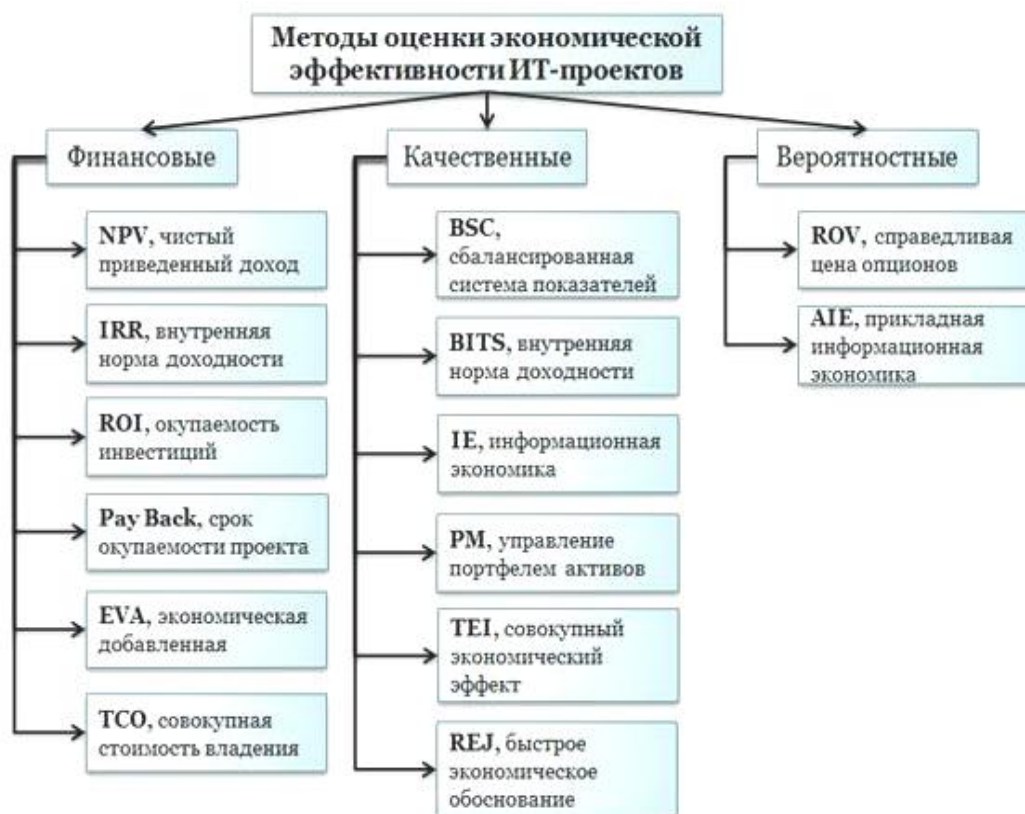 Методы оценки экономической
эффективности ИТ-проектов
Финансовые
NPV, чистый
приведенный доход
IRR, внутренняя
норма доходности
ROI, окупаемость
инвестиций
Pay Back, срок
окупаемости проекта
EVA, экономическая
добавленная
TCO, совокупная
стоимость владения
Качественные
BSC,
сбалансированная
система показателей
BITS, внутренняя
норма доходности
IE, информационная
экономика
PM, управление
портфелем активов
TEI, совокупный
экономический
эффект
REJ, быстрое
экономическое
обоснование
Вероятностные
ROV, справедливая
цена опционов
AIE, прикладная
информационная
экономика